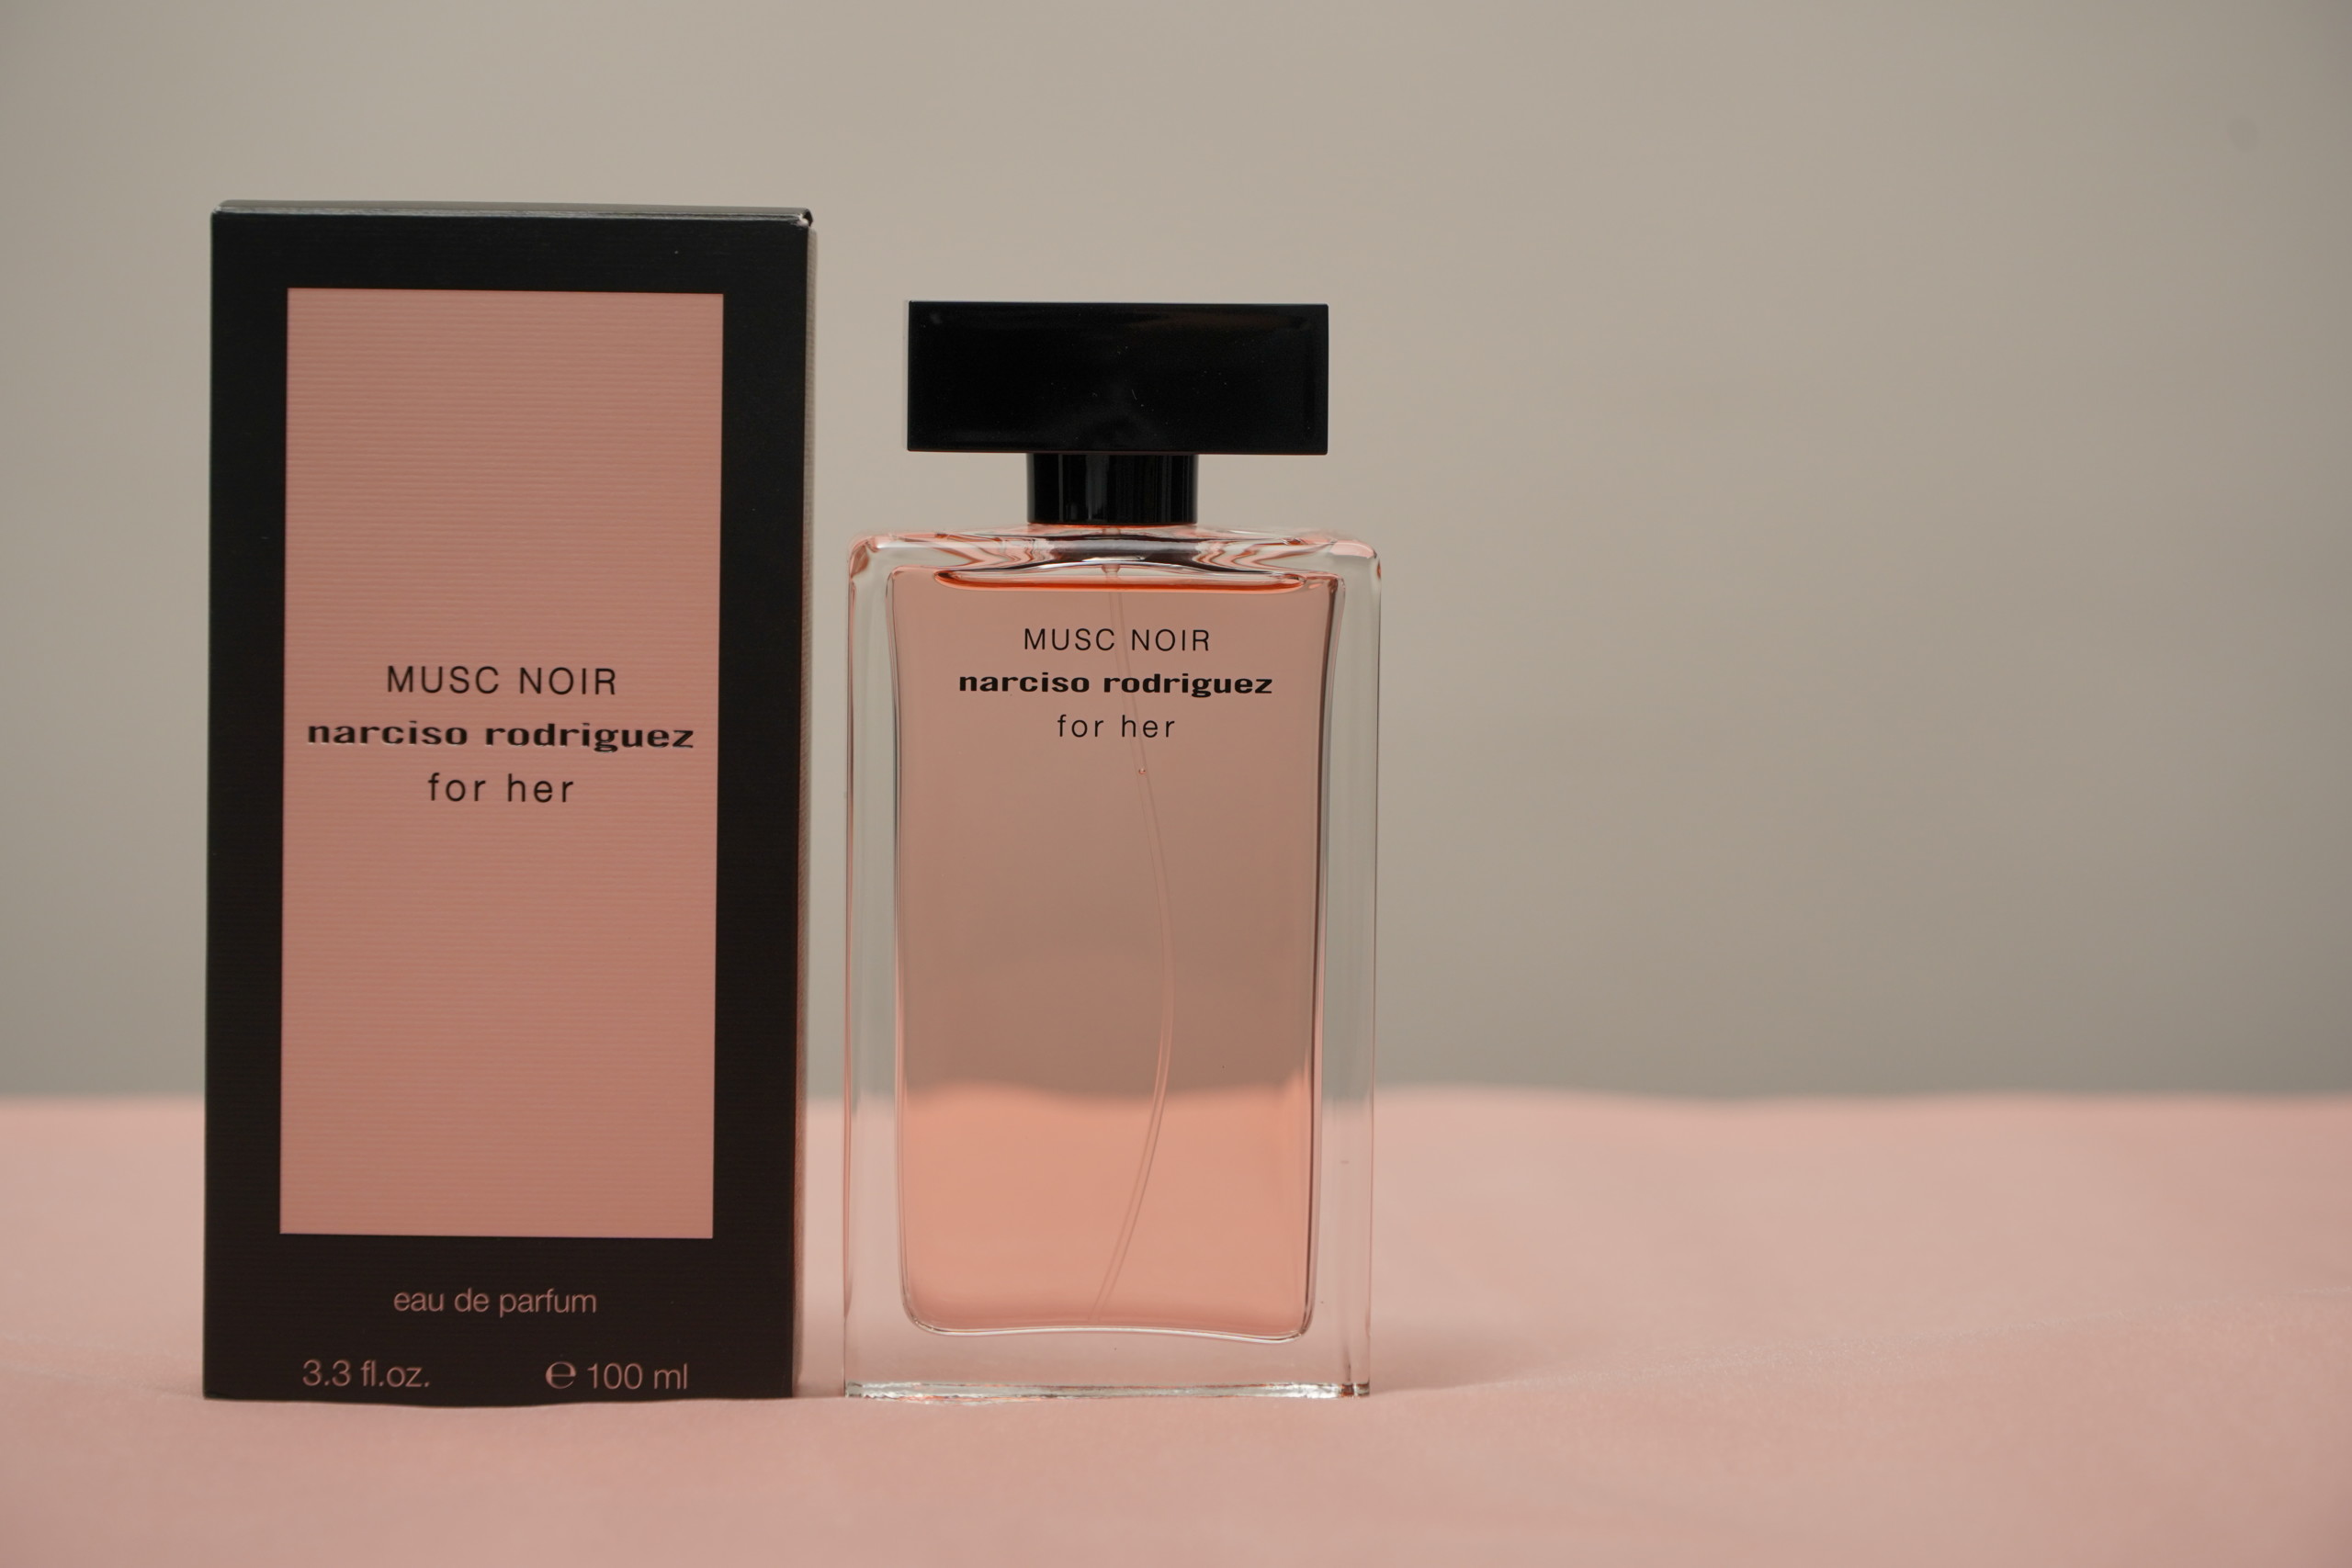 MUSC NOIR
narciso rodriguez
for her
eau de parfum
3.3 fl.oz. ℮ 100 ml
MUSC NOIR
narciso rodriguez
for her